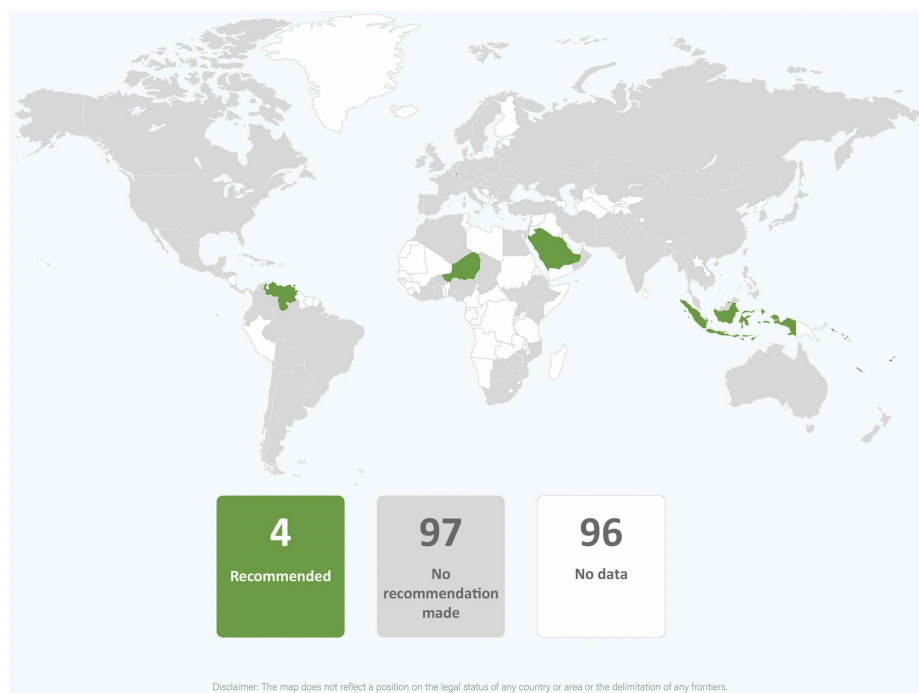 4
Recommended
97
No
recommendation
made
96
No data
Disclaimer: The map does not reflect a position on the legal status of any country or area or the delimitation of any frontiers.